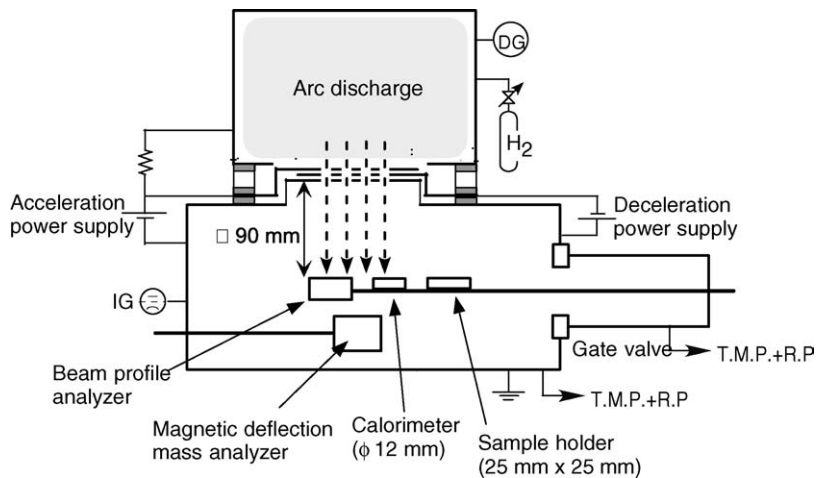 DG
Arc discharge
H2
Acceleration
power supply
Deceleration
power supply
□ 90 mm
IG
Gate valve
T.M.P.+R.P
Beam profile
analyzer
T.M.P.+R.P
Magnetic deflection
mass analyzer
Calorimeter
(ϕ 12 mm)
Sample holder
(25 mm x 25 mm)